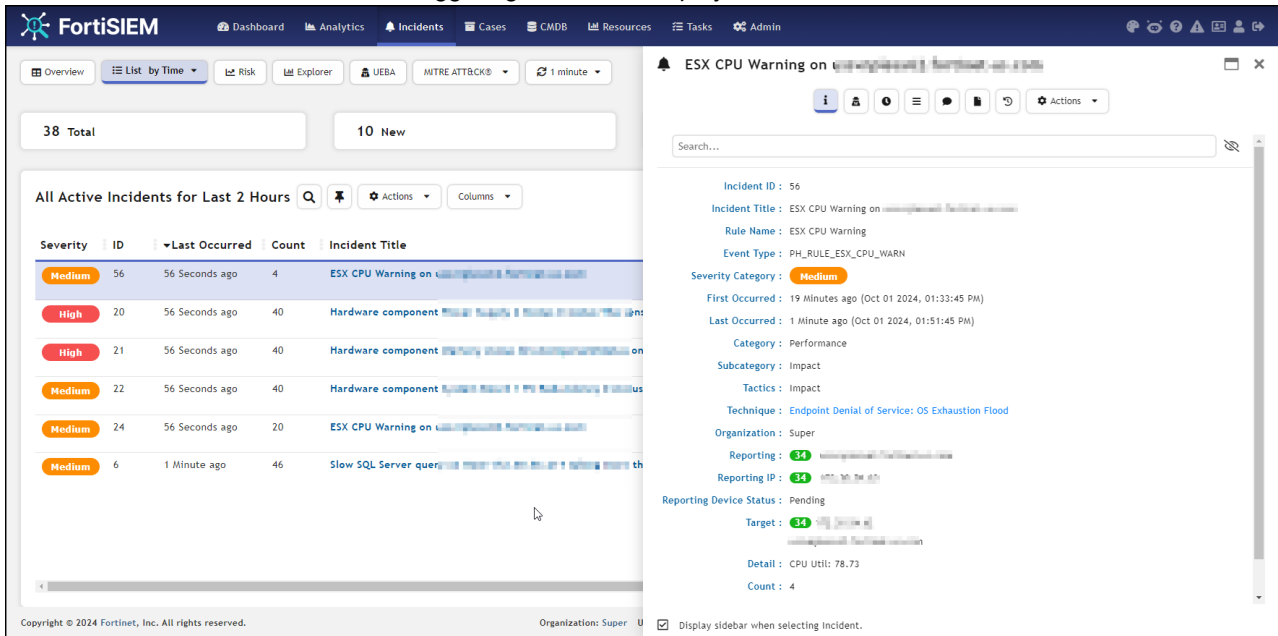 FortiSIEM Dashboard Analytics Incidents Cases CMDB Resources Tasks Admin
Overview List by Time Risk Explorer UEBA MITRE ATT&CK® 1 minute
38 Total 10 New
All Active Incidents for Last 2 Hours Actions Columns
Severity ID Last Occurred Count Incident Title
Medium 56 56 Seconds ago 4 ESX CPU Warning on
High 20 56 Seconds ago 40 Hardware component
High 21 56 Seconds ago 40 Hardware component on
Medium 22 56 Seconds ago 40 Hardware component
Medium 24 56 Seconds ago 20 ESX CPU Warning on
Medium 6 1 Minute ago 46 Slow SQL Server
ESX CPU Warning on
i Actions
Search...
Incident ID : 56
Incident Title : ESX CPU Warning on
Rule Name : ESX CPU Warning
Event Type : PH_RULE_ESX_CPU_WARN
Severity Category : Medium
First Occurred : 19 Minutes ago (Oct 01 2024, 01:33:45 PM)
Last Occurred : 1 Minute ago (Oct 01 2024, 01:51:45 PM)
Category : Performance
Subcategory : Impact
Tactics : Impact
Technique : Endpoint Denial of Service: OS Exhaustion Flood
Organization : Super
Reporting : 34
Reporting IP : 34
Reporting Device Status : Pending
Target : 34
Detail : CPU Util: 78.73
Count : 4
Copyright © 2024 Fortinet, Inc. All rights reserved. Organization: Super
Display sidebar when selecting Incident.